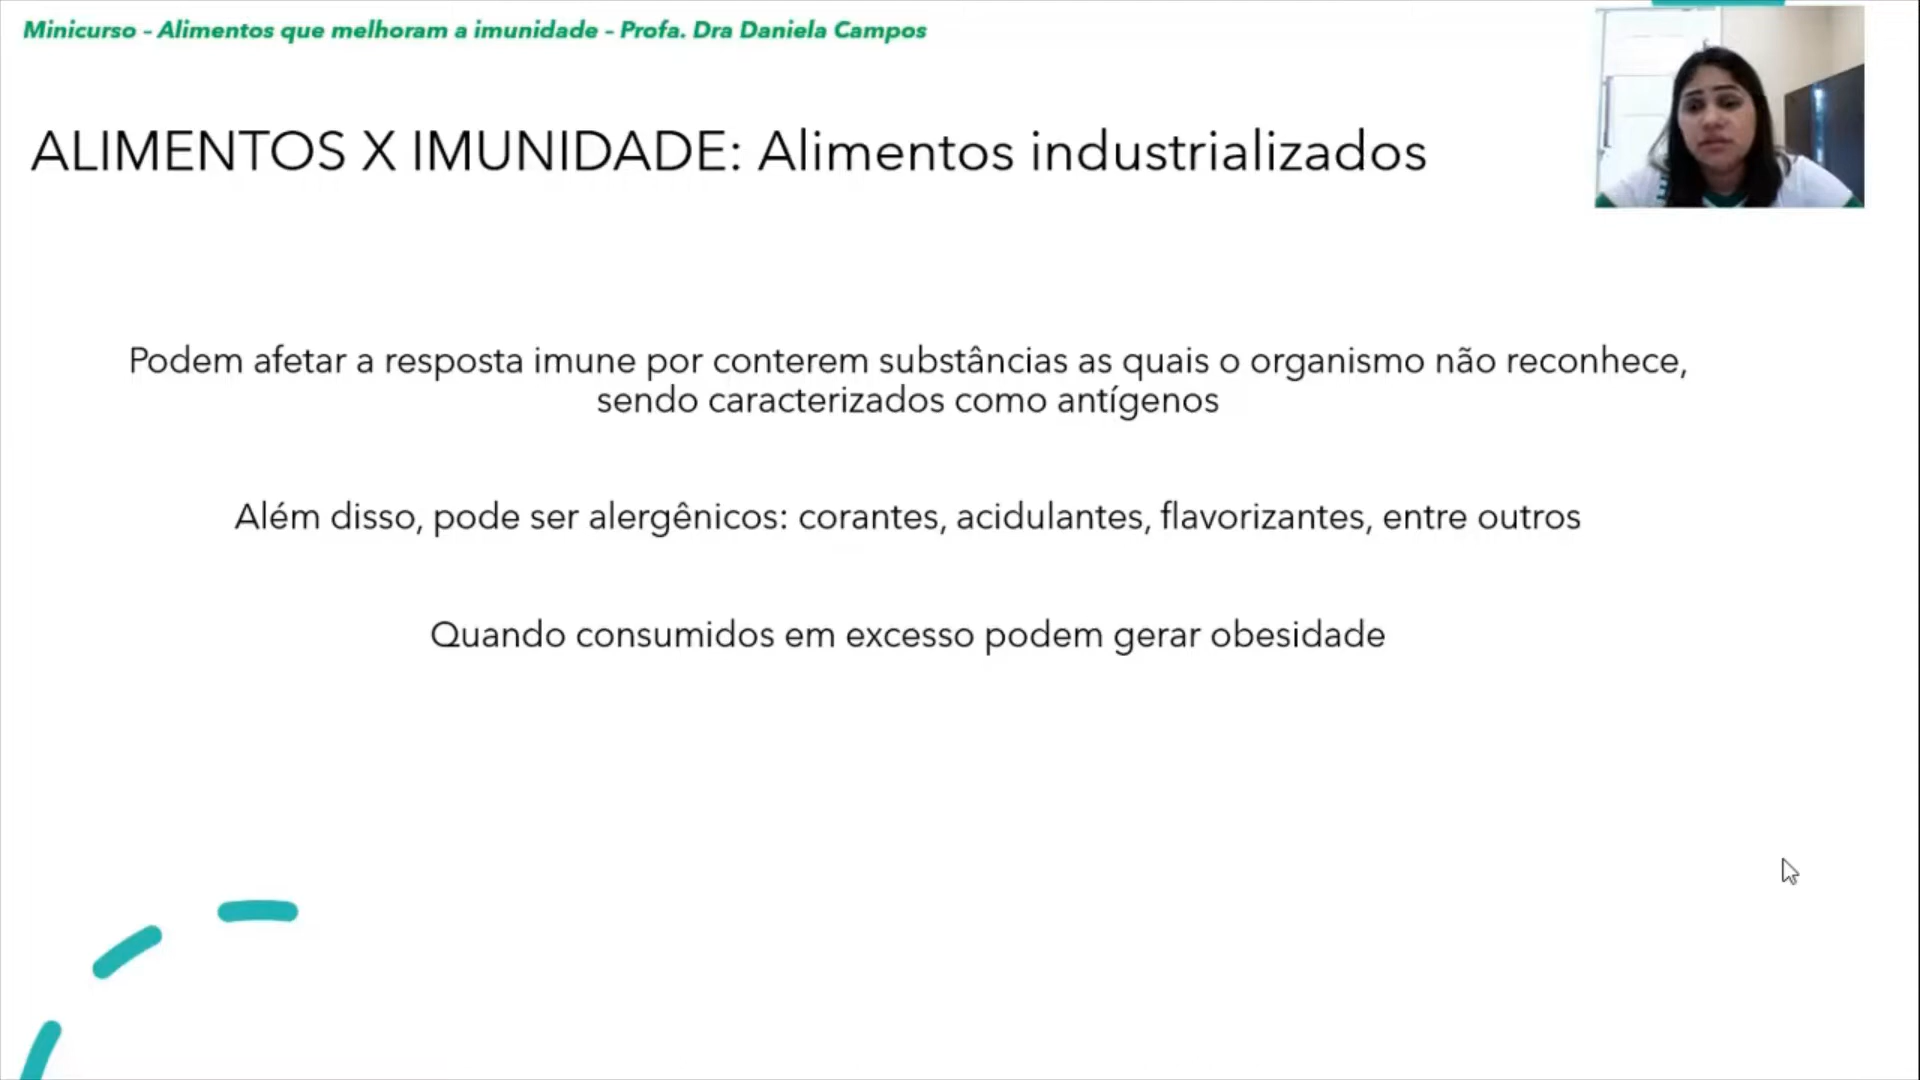 Minicurso - Alimentos que melhoram a imunidade - Profa. Dra Daniela Campos
ALIMENTOS X IMUNIDADE: Alimentos industrializados
Podem afetar a resposta imune por conterem substâncias as quais o organismo não reconhece,
sendo caracterizados como antígenos
Além disso, pode ser alergênicos: corantes, acidulantes, flavorizantes, entre outros
Quando consumidos em excesso podem gerar obesidade